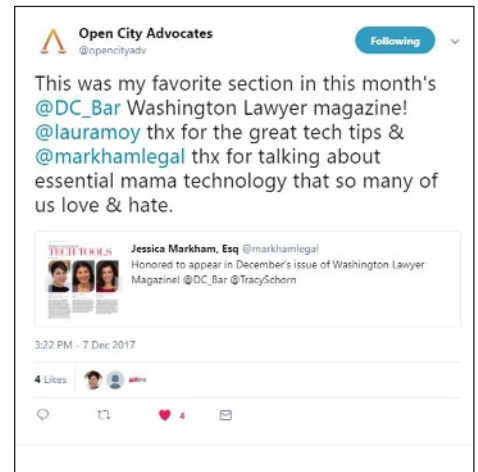 Open City Advocates
@opencityadv
Following
This was my favorite section in this month's
@DC_Bar Washington Lawyer magazine!
@lauramoy thx for the great tech tips &
@markhamlegal thx for talking about
essential mama technology that so many of
us love & hate.
TECH TOOLS
Jessica Markham, Esq @markhamlegal
Honored to appear in December's issue of Washington Lawyer
Magazine! @DC_Bar @TracySchorn
3:22 PM - 7 Dec 2017
4 Likes
4